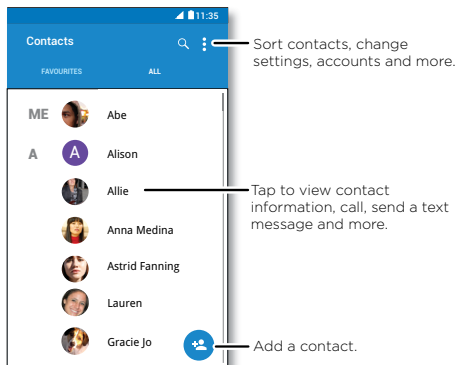 11:35
Contacts
Sort contacts, change
settings, accounts and more.
FAVOURITES ALL
ME Abe
A A Alison
Allie
Tap to view contact
information, call, send a text
message and more.
Anna Medina
Astrid Fanning
Lauren
Gracie Jo
Add a contact.